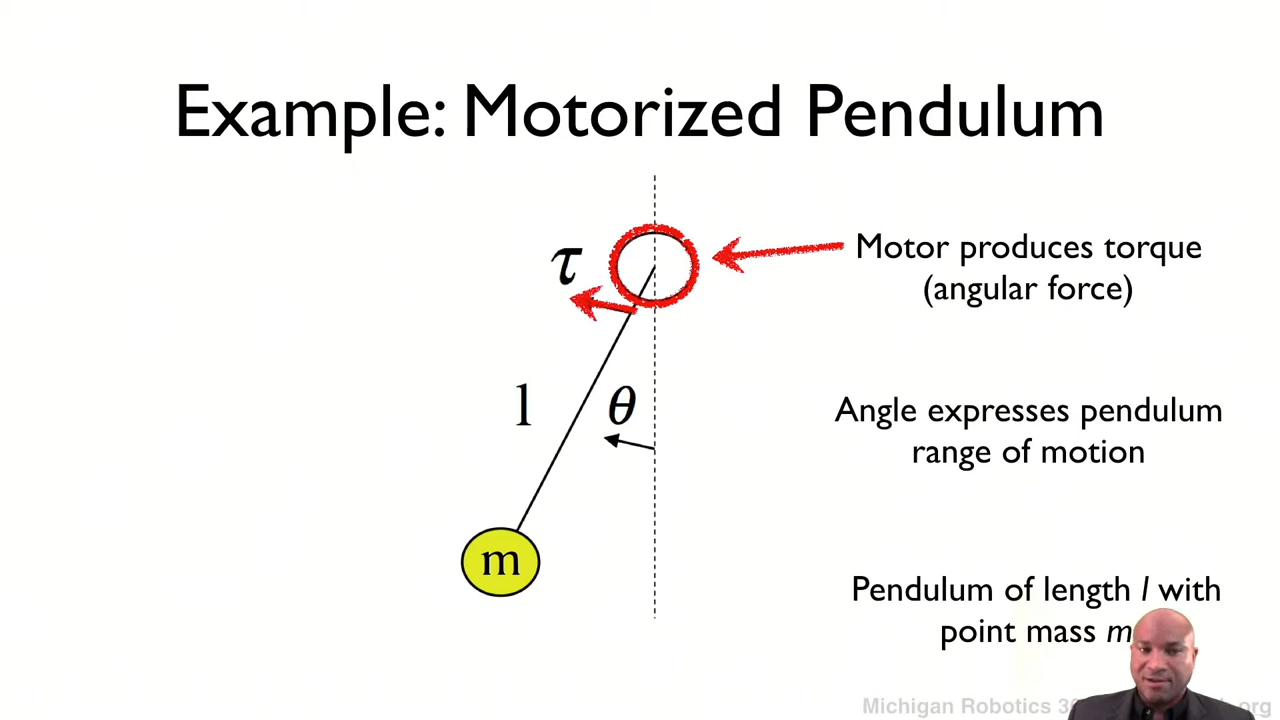 Example: Motorized Pendulum
τ
Motor produces torque
(angular force)
l
θ
Angle expresses pendulum
range of motion
m
Pendulum of length l with
point mass m
Michigan Robotics